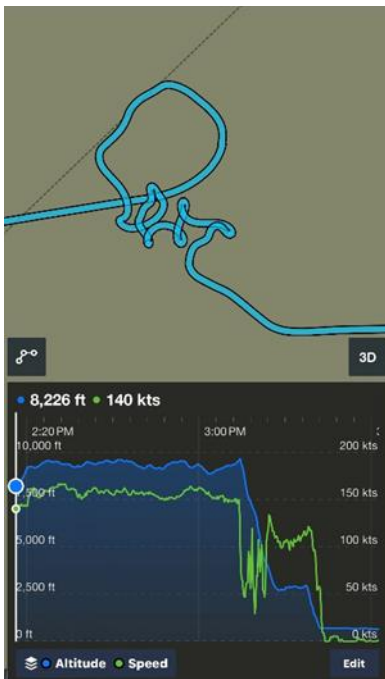 3D
8,226 ft 140 kts
2:20 PM 3:00 PM
10,000 ft 200 kts
150 kts
5,000 ft 100 kts
2,500 ft 50 kts
0 ft 0 kts
Altitude Speed Edit